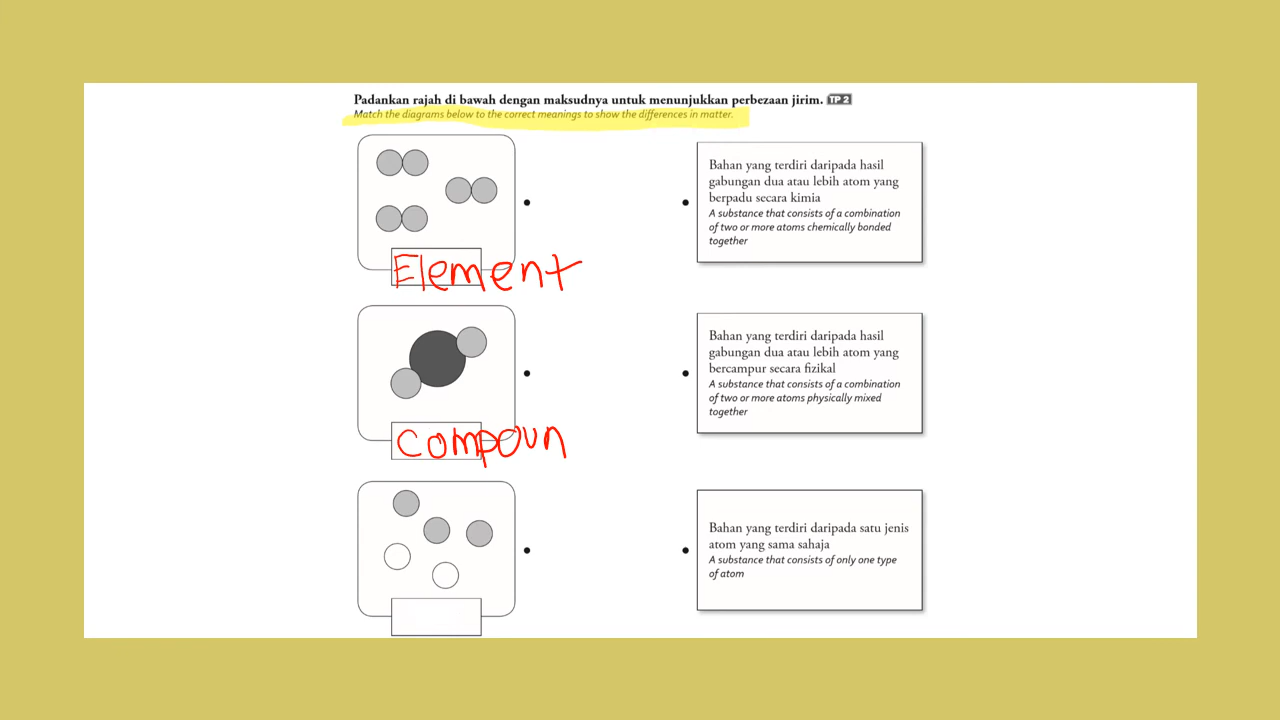 Padankan rajah di bawah dengan maksudnya untuk menunjukkan perbezaan jirim. TP 2
Match the diagrams below to the correct meanings to show the differences in matter.
Element
Bahan yang terdiri daripada hasil
gabungan dua atau lebih atom yang
berpadu secara kimia
A substance that consists of a combination
of two or more atoms chemically bonded
together
Compoun
Bahan yang terdiri daripada hasil
gabungan dua atau lebih atom yang
bercampur secara fizikal
A substance that consists of a combination
of two or more atoms physically mixed
together
Bahan yang terdiri daripada satu jenis
atom yang sama sahaja
A substance that consists of only one type
of atom